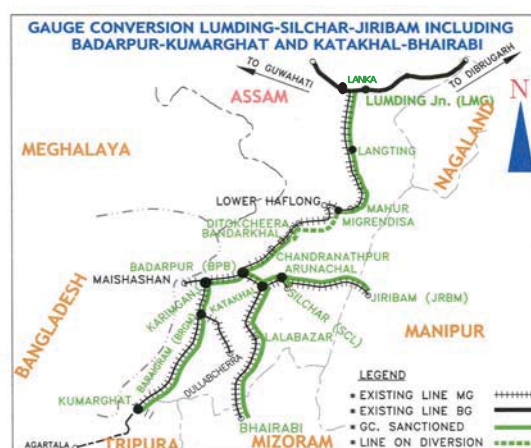 GAUGE CONVERSION LUMDING-SILCHAR-JIRIBAM INCLUDING
BADARPUR-KUMARGHAT AND KATAKHAL-BHAIRABI
TO GUWAHATI
TO DIBRUGARH
LANKA
ASSAM
LUMDING Jn. (LMG)
N
MEGHALAYA
LANGTING
NAGALAND
LOWER HAFLONG
MAHUR
DITOKCHEERA
MIGRENDISA
BANDARKHAL
CHANDRANATHPUR
BADARPUR (BPB)
ARUNACHAL
MAISHASHAN
BANGLADESH
KARIMGANJ
KATAKHAL
SILCHAR (SCL)
JIRIBAM (JRBM)
BARAIGRAM (BRGM)
LALABAZAR
MANIPUR
DULLABCHERRA
KUMARGHAT
LEGEND
EXISTING LINE MG
EXISTING LINE BG
GC. SANCTIONED
LINE ON DIVERSION
BHAIRABI
AGARTALA
TRIPURA
MIZORAM